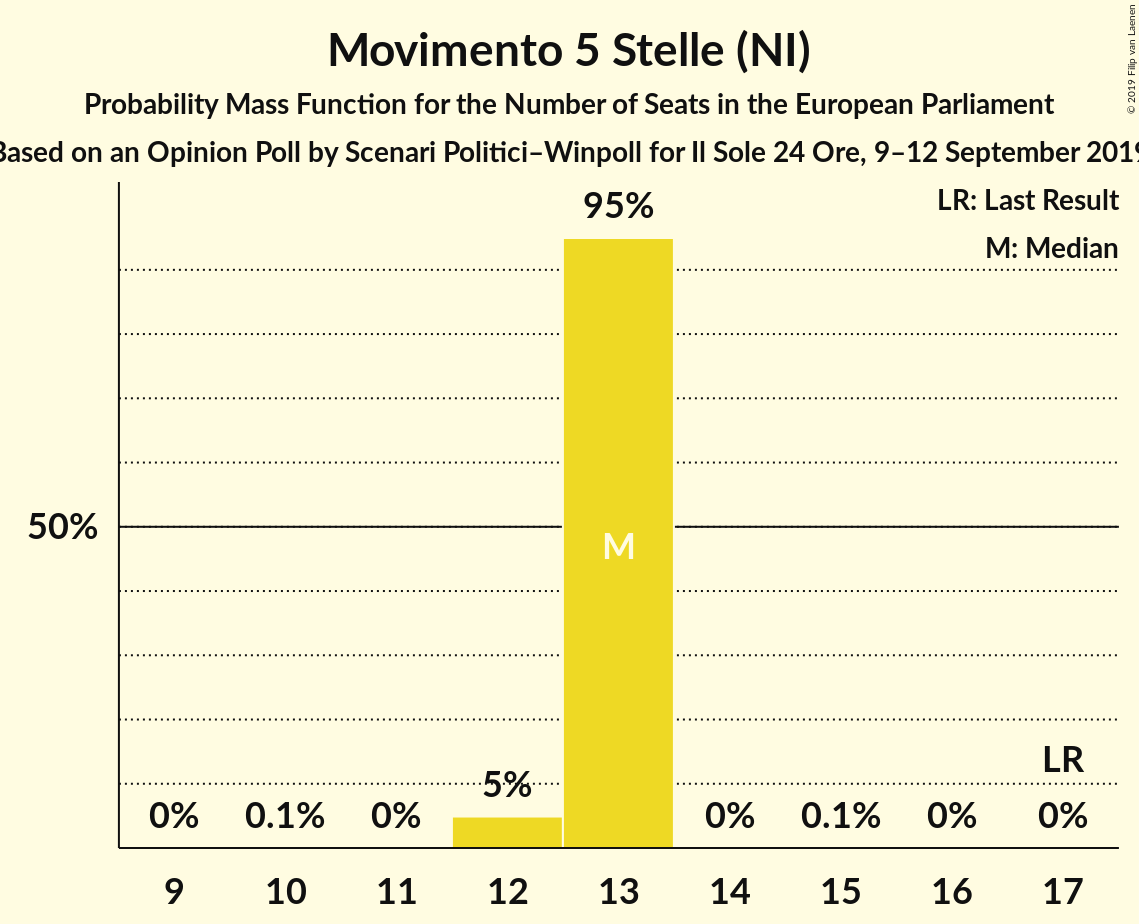 Movimento 5 Stelle (NI)
Probability Mass Function for the Number of Seats in the European Parliament
Based on an Opinion Poll by Scenari Politici–Winpoll for Il Sole 24 Ore, 9–12 September 2019
© 2019 Filip van Laenen
LR: Last Result
M: Median
95%
50%
M
LR
5%
0% 0.1% 0% 0% 0.1% 0% 0%
9 10 11 12 13 14 15 16 17